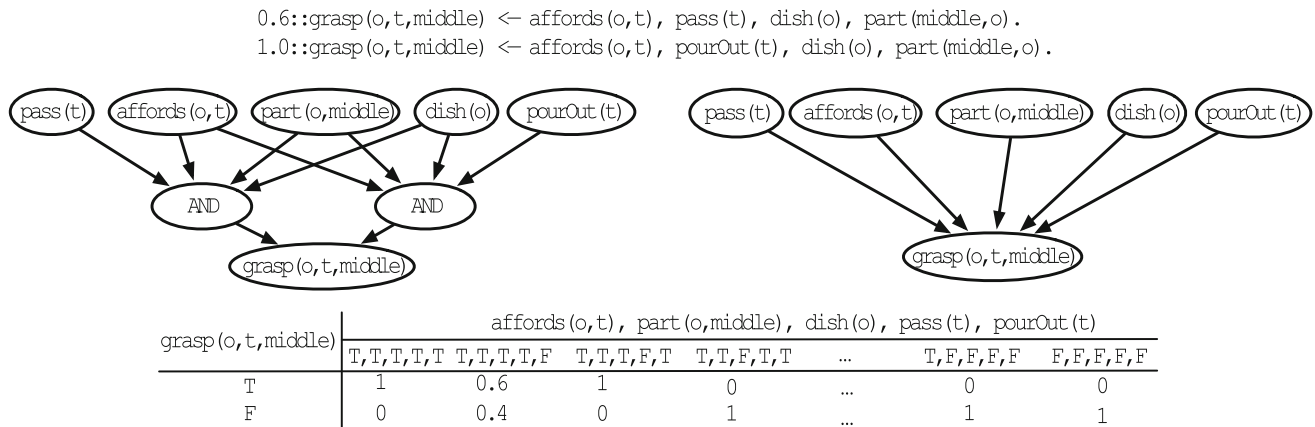 0.6::grasp(o,t,middle) ← affords(o,t), pass(t), dish(o), part(middle,o).
1.0::grasp(o,t,middle) ← affords(o,t), pourOut(t), dish(o), part(middle,o).
pass(t) affords(o,t) part(o,middle) dish(o) pourOut(t) pass(t) affords(o,t) part(o,middle) dish(o) pourOut(t)
AND AND
grasp(o,t,middle) grasp(o,t,middle)
affords(o,t), part(o,middle), dish(o), pass(t), pourOut(t)
grasp(o,t,middle)
T,T,T,T,T T,T,T,T,F T,T,T,F,T T,T,F,T,T … T,F,F,F,F F,F,F,F,F
T 1 0.6 1 0 … 0 0
F 0 0.4 0 1 … 1 1